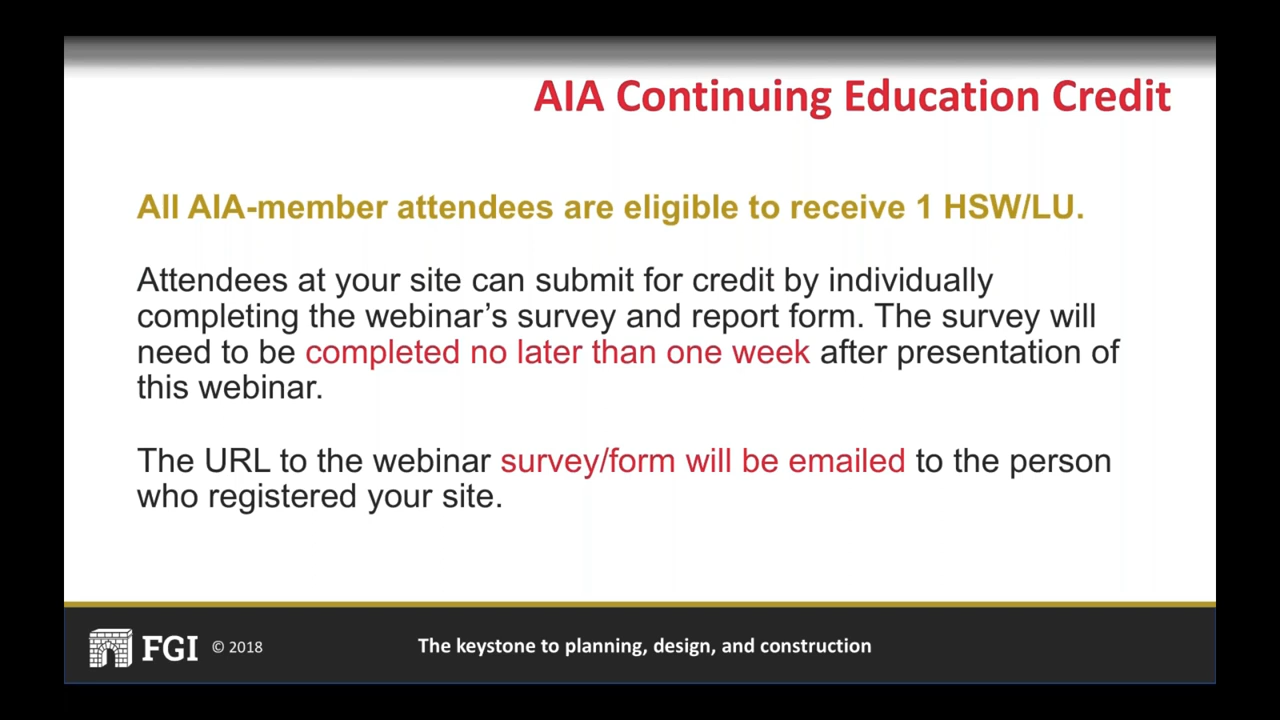 AIA Continuing Education Credit
All AIA-member attendees are eligible to receive 1 HSW/LU.
Attendees at your site can submit for credit by individually
completing the webinar’s survey and report form. The survey will
need to be completed no later than one week after presentation of
this webinar.
The URL to the webinar survey/form will be emailed to the person
who registered your site.
FGI © 2018
The keystone to planning, design, and construction